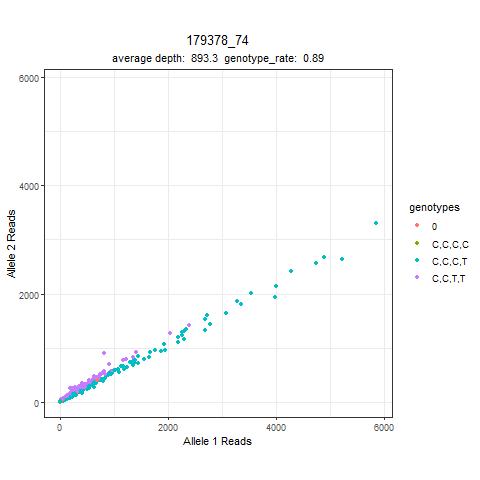 179378_74
average depth:  893.3  genotype_rate:  0.89
6000
4000
2000
0
Allele 2 Reads
0
2000
4000
6000
Allele 1 Reads
genotypes
0
C,C,C,C
C,C,C,T
C,C,T,T